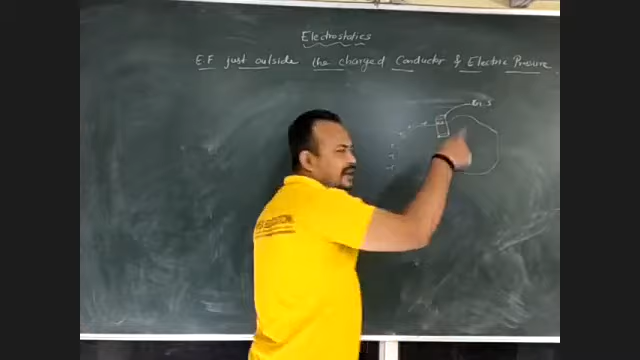 Electrostatics
E.F just outside the charged Conductor & Electric Pressure.